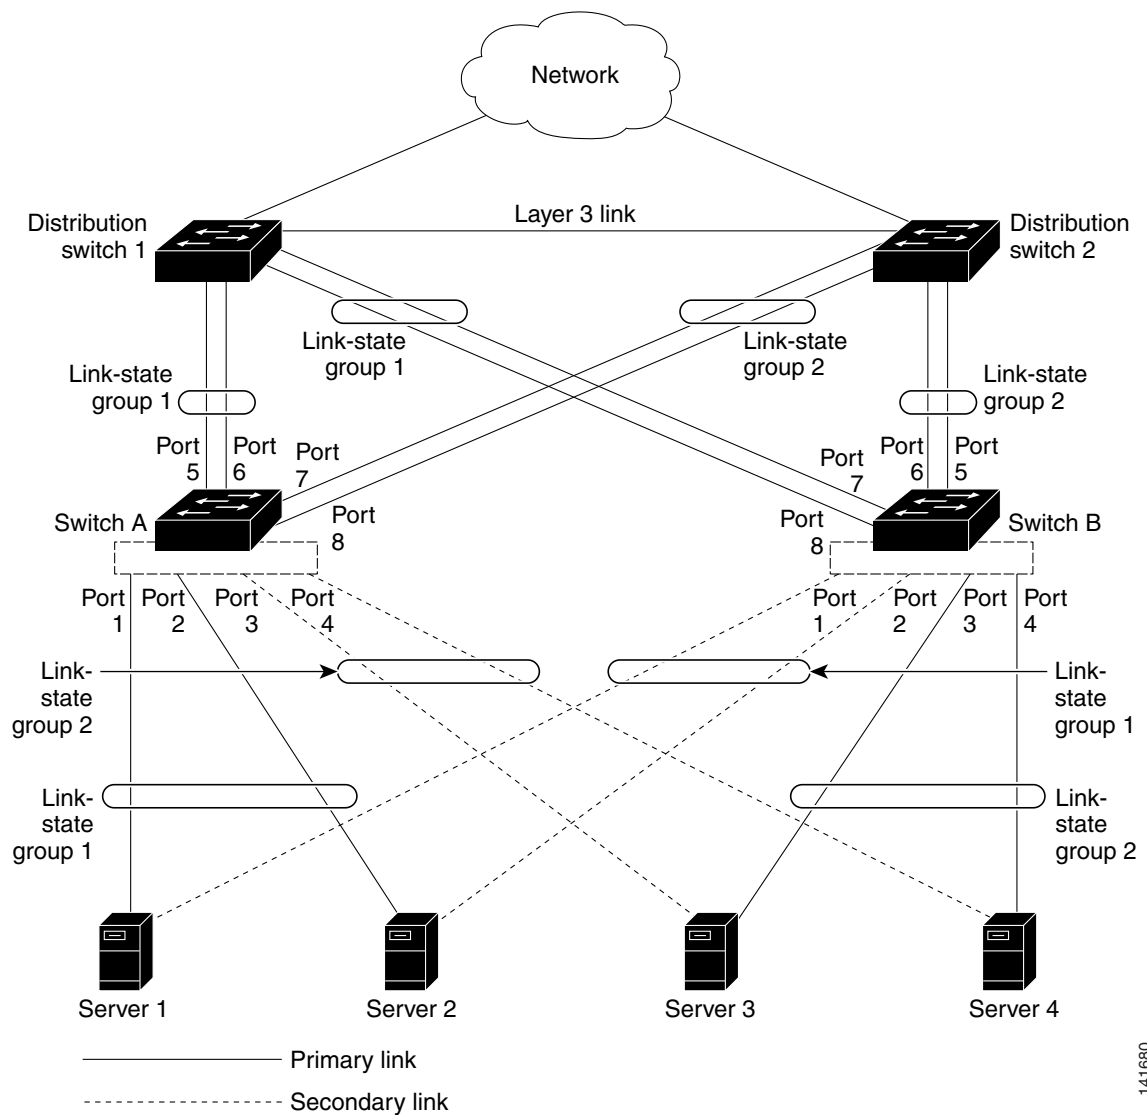 Network
Layer 3 link
Distribution
switch 1
Distribution
switch 2
Link-state
group 1
Link-state
group 2
Link-state
group 1
Link-state
group 2
Port
5
Port
6
Port
7
Port
8
Port
7
Port
6
Port
5
Port
8
Switch A
Switch B
Port
1
Port
2
Port
3
Port
4
Port
1
Port
2
Port
3
Port
4
Link-
state
group 2
Link-
state
group 1
Link-
state
group 1
Link-
state
group 2
Server 1
Server 2
Server 3
Server 4
Primary link
Secondary link
141680